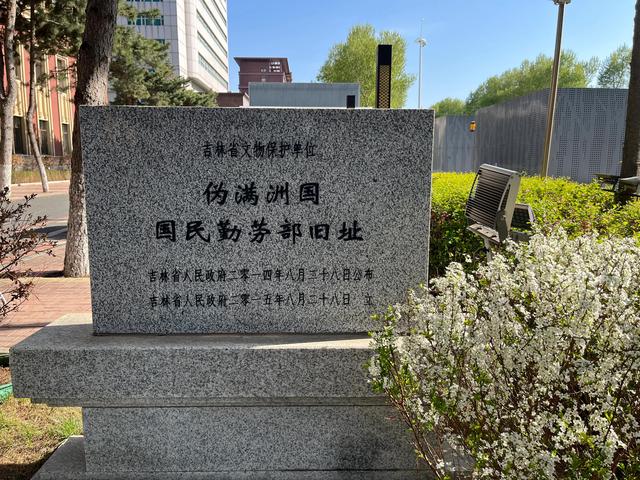 吉林省文物保护单位
伪满洲国
国民勤劳部旧址
吉林省人民政府二零一四年八月三十八日公布
吉林省人民政府二零一五年八月二十八日 立